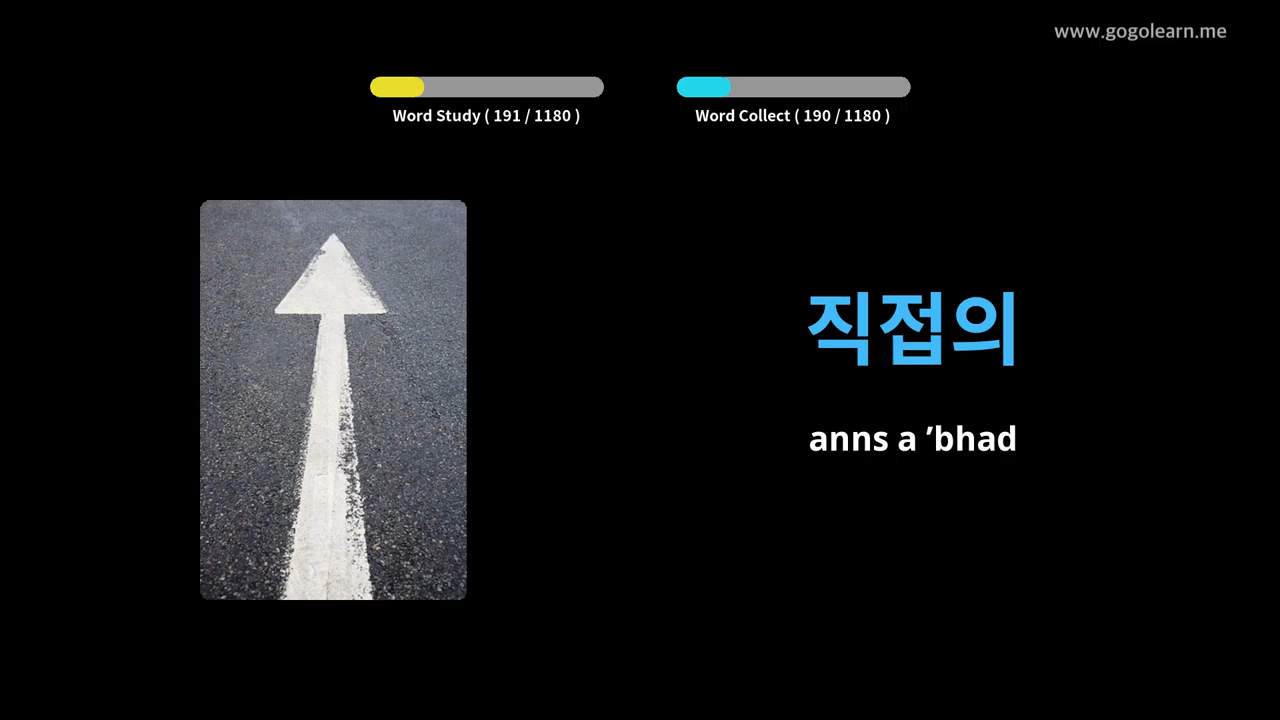 www.gogolearn.me
Word Study ( 191 / 1180 )
Word Collect ( 190 / 1180 )
직접의
anns a ’bhad